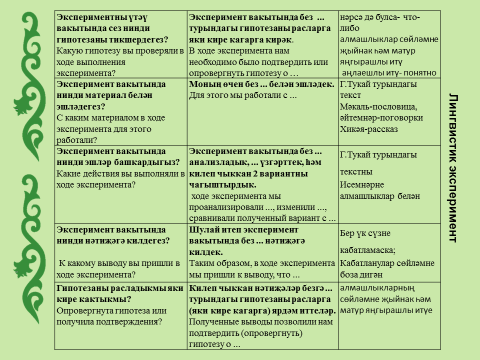 Экспериментны үтәү
вакытында сез нинди
гипотезаны тикшердегез?
Какую гипотезу вы проверяли в
ходе выполнения
эксперимента?
Эксперимент вакытында без …
турындагы гипотезаны расларга
яки кире кагарга кирәк.
В ходе эксперимента нам
необходимо было подтвердить или
опровергнуть гипотезу о …
нәрсә дә булса- что-
либо
алмашлыклар сөйләмне
җыйнак һәм матур
яңгырашлы итү
аңлаешлы итү- понятно
Эксперимент вакытында
нинди материал белән
эшләдегез?
С каким материалом в ходе
эксперимента для этого
работали?
Моның өчен без ... белән эшләдек.
Для этого мы работали с …
Г.Тукай турындагы
текст
Мәкаль-пословица,
әйтемнәр-поговорки
Хикәя-рассказ
Эксперимент вакытында
нинди эшләр башкардыгыз?
Какие действия вы выполняли в
ходе эксперимента?
Эксперимент вакытында без ...
анализладык, ... үзгәрттек, һәм
килеп чыккан 2 вариантны
чагыштырдык.
ходе эксперимента мы
проанализировали …, изменили …,
сравнивали полученный вариант с …
Г.Тукай турындагы
текстны
Исемнәрне
алмашлыклар белән
Эксперимент вакытында
нинди нәтиҗәгә килдегез?
К какому выводу вы пришли в
ходе эксперимента?
Шулай итеп эксперимент
вакытында без ... нәтиҗәгә
килдек.
Таким образом, в ходе эксперимента
мы пришли к выводу, что …
Бер үк сүзне
кабатламаска;
Кабатланулар сөйләмне
боза дигән
Гипотезаны расладыкмы яки
кире кактыкмы?
Опровергнута гипотеза или
получила подтверждения?
Килеп чыккан нәтиҗәләр безгә ...
турындагы гипотезаны расларга
(яки кире кагарга) ярдәм иттеләр.
Полученные выводы позволили нам
подтвердить (опровергнуть)
гипотезу о …
алмашлыкларның
сөйләмне җыйнак һәм
матур яңгырашлы итүе
Лингвистик эксперимент